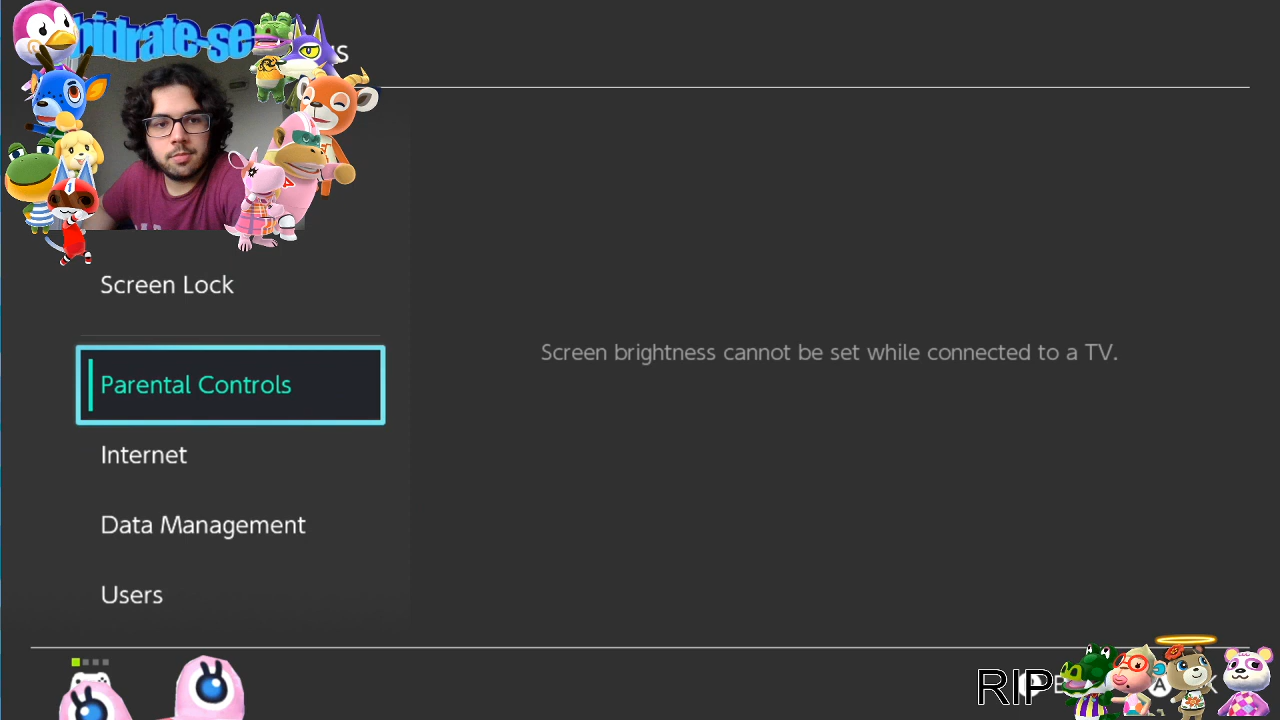 hidrate-se
Screen Lock
Parental Controls
Screen brightness cannot be set while connected to a TV.
Internet
Data Management
Users
RIP